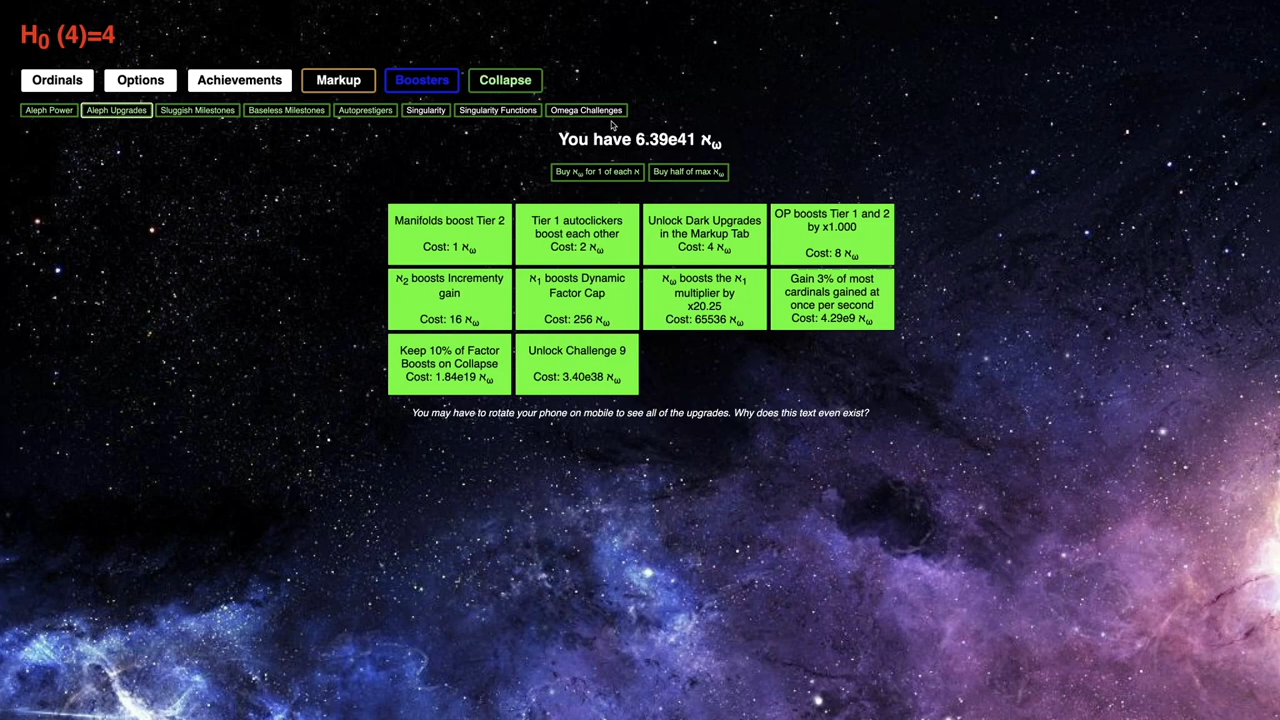 H₀ (4)=4
Ordinals Options Achievements Markup Boosters Collapse
Aleph Power Aleph Upgrades Sluggish Milestones Baseless Milestones Autoprestigers Singularity Singularity Functions Omega Challenges
You have 6.39e41 ℵω
Buy ℵω for 1 of each ℵ Buy half of max ℵω
Manifolds boost Tier 2
Cost: 1 ℵω
Tier 1 autoclickers
boost each other
Cost: 2 ℵω
Unlock Dark Upgrades
in the Markup Tab
Cost: 4 ℵω
OP boosts Tier 1 and 2
by x1.000
Cost: 8 ℵω
ℵ₂ boosts Incrementy
gain
Cost: 16 ℵω
ℵ₁ boosts Dynamic
Factor Cap
Cost: 256 ℵω
ℵω boosts the ℵ₁
multiplier by
x20.25
Cost: 65536 ℵω
Gain 3% of most
cardinals gained at
once per second
Cost: 4.29e9 ℵω
Keep 10% of Factor
Boosts on Collapse
Cost: 1.84e19 ℵω
Unlock Challenge 9
Cost: 3.40e38 ℵω
You may have to rotate your phone on mobile to see all of the upgrades. Why does this text even exist?